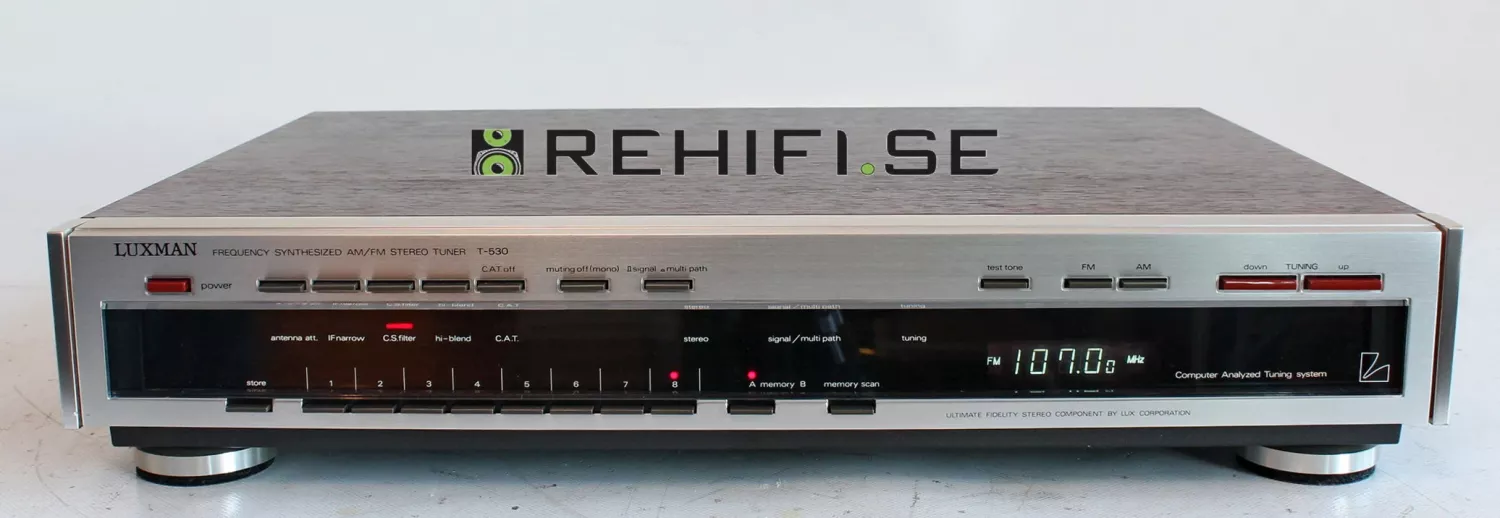 REHIFI.SE
LUXMAN FREQUENCY SYNTHESIZED AM/FM STEREO TUNER T-530
C.A.T. off muting off (mono) signal multi path test tone FM AM down TUNING up
power
antenna att. IF narrow C.S.filter hi-blend C.A.T. stereo signal/multi path tuning
FM 107.00 MHz
Computer Analyzed Tuning system
store 1 2 3 4 5 6 7 8 A memory B memory scan
ULTIMATE FIDELITY STEREO COMPONENT BY LUX CORPORATION